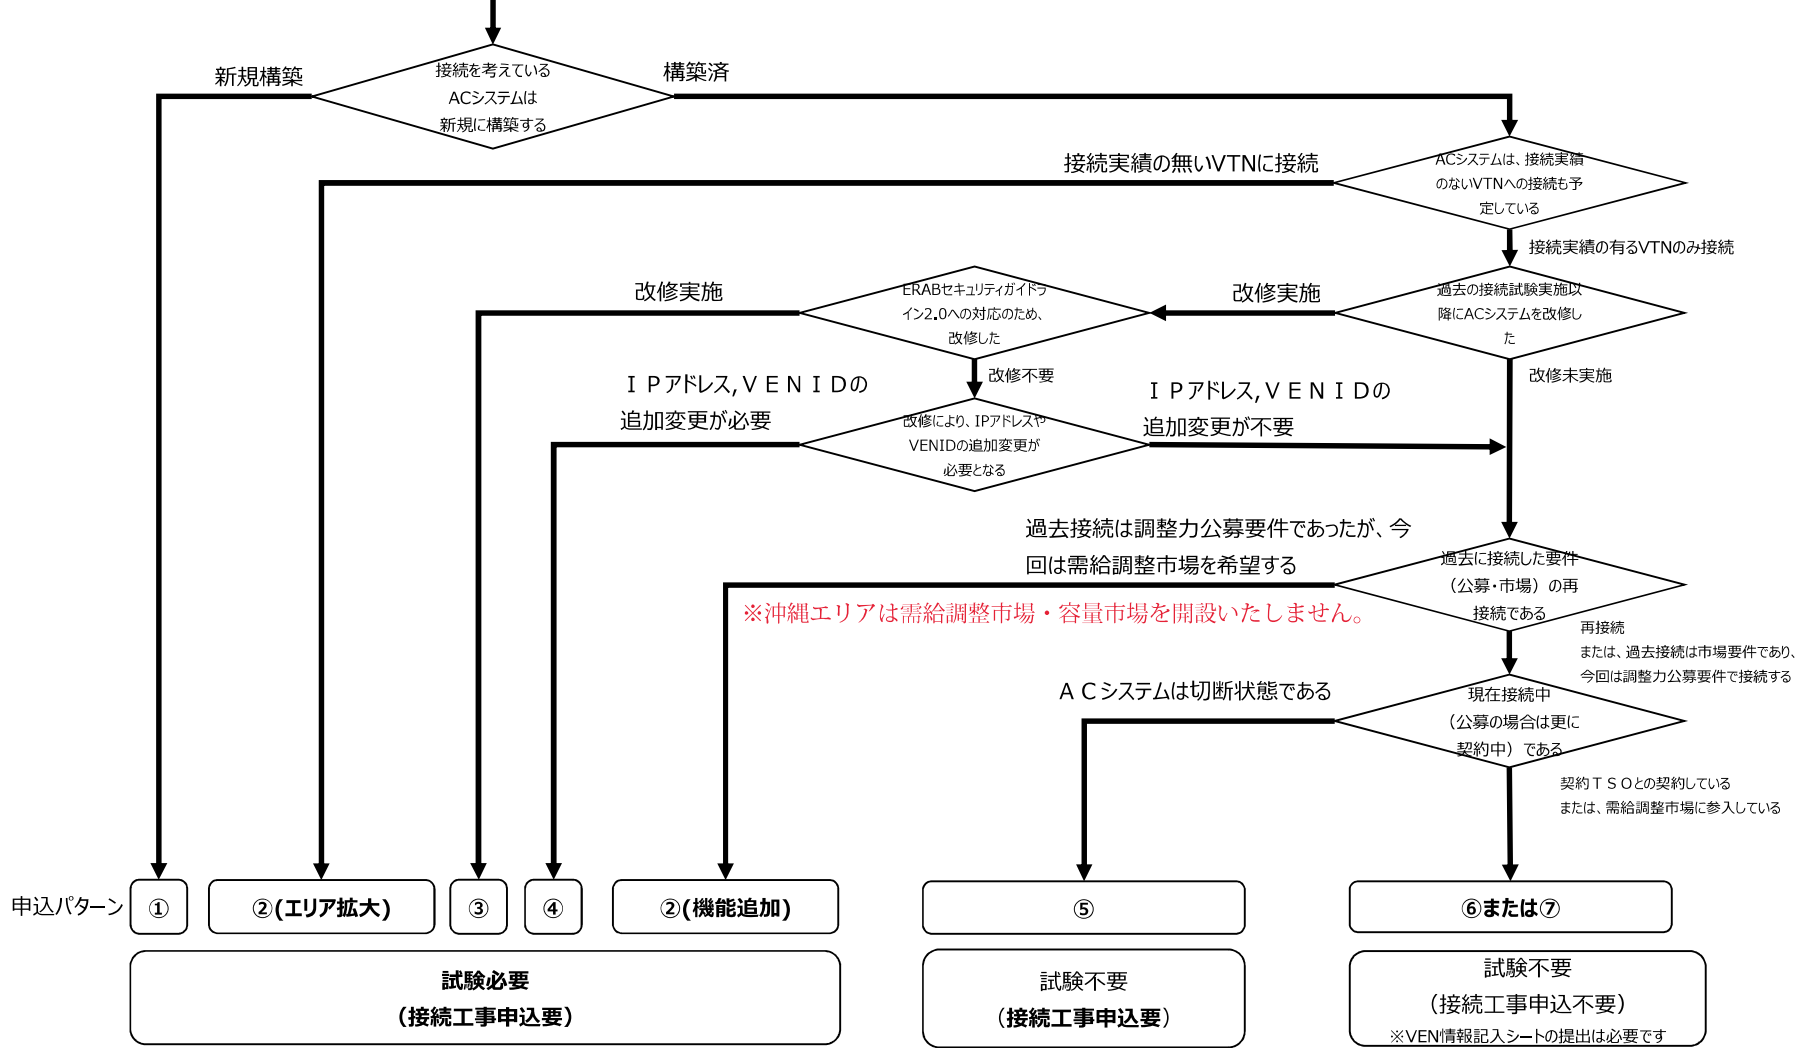 新規構築
接続を考えている
ACシステムは
新規に構築する
構築済
接続実績の無いVTNに接続
ACシステムは、接続実績
のないVTNへの接続も予
定している
接続実績の有るVTNのみ接続
改修実施
ERABセキュリティガイドラ
イン2.0への対応のため、
改修した
改修実施
過去の接続試験実施以
降にACシステムを改修し
た
改修不要
改修未実施
ＩＰアドレス,ＶＥＮＩＤの
追加変更が必要
改修により、IPアドレスや
VENIDの追加変更が
必要となる
ＩＰアドレス,ＶＥＮＩＤの
追加変更が不要
過去接続は調整力公募要件であったが、今
回は需給調整市場を希望する
※沖縄エリアは需給調整市場・容量市場を開設いたしません。
過去に接続した要件
（公募・市場）の再
接続である
再接続
または、過去接続は市場要件であり、
今回は調整力公募要件で接続する
ＡＣシステムは切断状態である
現在接続中
（公募の場合は更に
契約中）である
契約ＴＳＯとの契約している
または、需給調整市場に参入している
申込パターン
①
②(エリア拡大)
③
④
②(機能追加)
⑤
⑥または⑦
試験必要
（接続工事申込要）
試験不要
（接続工事申込要）
試験不要
（接続工事申込不要）
※VEN情報記入シートの提出は必要です